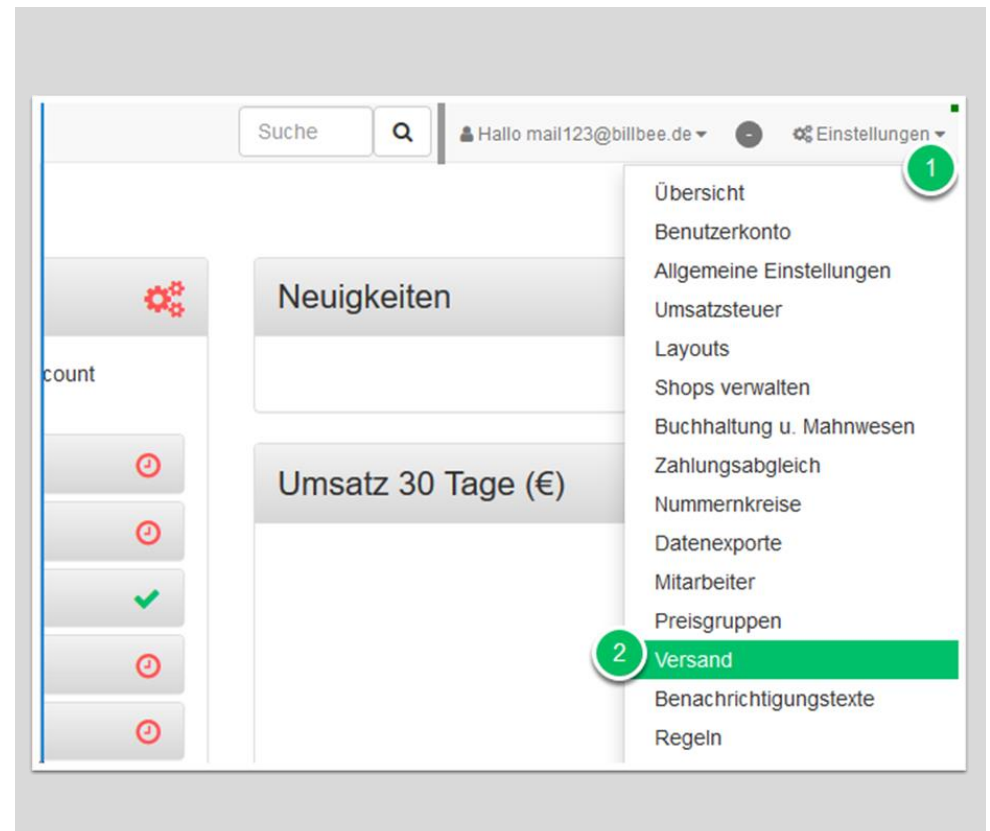 Suche
Hallo mail123@billbee.de
-
Einstellungen
1
Übersicht
Benutzerkonto
Allgemeine Einstellungen
Umsatzsteuer
Layouts
Shops verwalten
Buchhaltung u. Mahnwesen
Zahlungsabgleich
Nummernkreise
Datenexporte
Mitarbeiter
Preisgruppen
2
Versand
Benachrichtigungstexte
Regeln
Neuigkeiten
count
Umsatz 30 Tage (€)